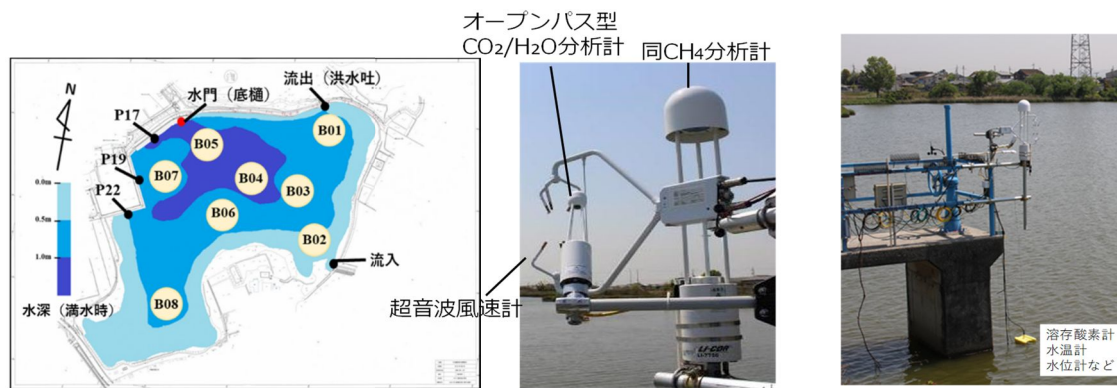 オープンパス型
CO₂/H₂O分析計
同CH₄分析計
流出（洪水吐）
水門（底樋）
P17
B01
B05
P19
B07
B04
B03
0.0m
P22
B06
0.5m
B02
1.0m
流入
水深（満水時）
B08
超音波風速計
LI-COR
LI-7700
溶存酸素計
水温計
水位計など